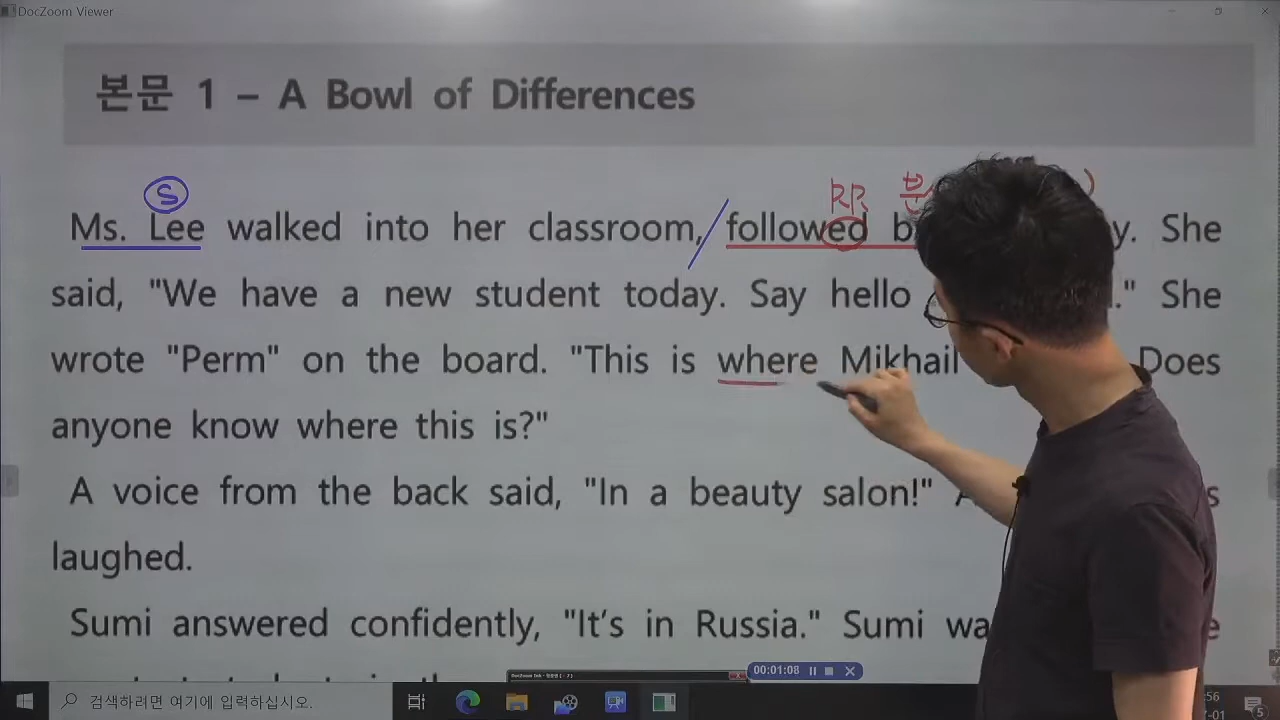 DocZoom Viewer
본문 1 – A Bowl of Differences
S
P.P.
Ms. Lee walked into her classroom, followed y. She
said, "We have a new student today. Say hello ." She
wrote "Perm" on the board. "This is where Mikhail Does
anyone know where this is?"
A voice from the back said, "In a beauty salon!"
laughed.
Sumi answered confidently, "It's in Russia." Sumi
00:01:08
검색하려면 여기에 입력하십시오.
5